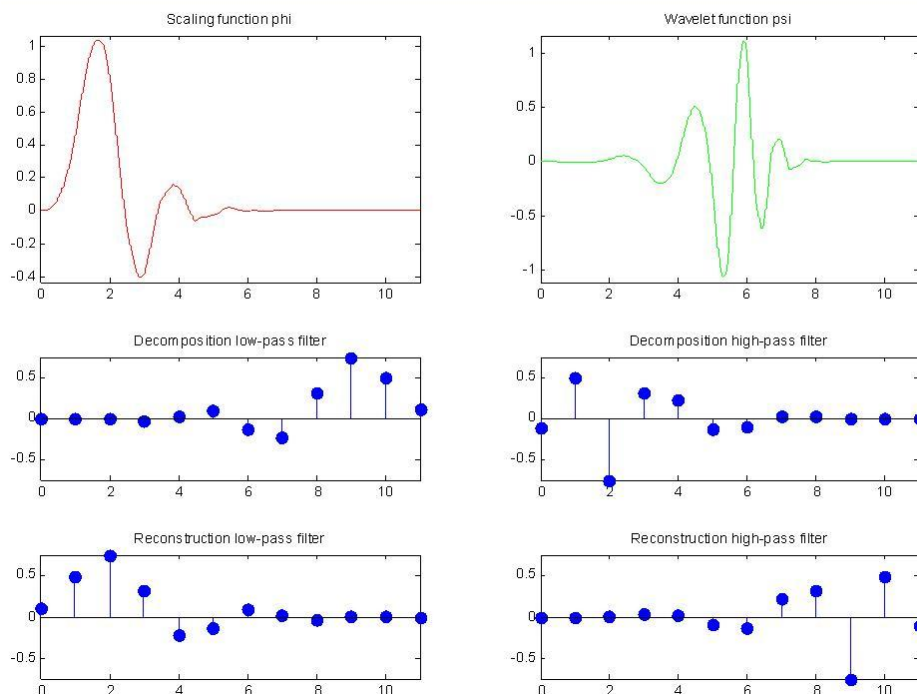 Scaling function phi
1
0.8
0.6
0.4
0.2
0
-0.2
-0.4
0 2 4 6 8 10
Wavelet function psi
1
0.5
0
-0.5
-1
0 2 4 6 8 10
Decomposition low-pass filter
0.5
0
-0.5
0 2 4 6 8 10
Decomposition high-pass filter
0.5
0
-0.5
0 2 4 6 8 10
Reconstruction low-pass filter
0.5
0
-0.5
0 2 4 6 8 10
Reconstruction high-pass filter
0.5
0
-0.5
0 2 4 6 8 10